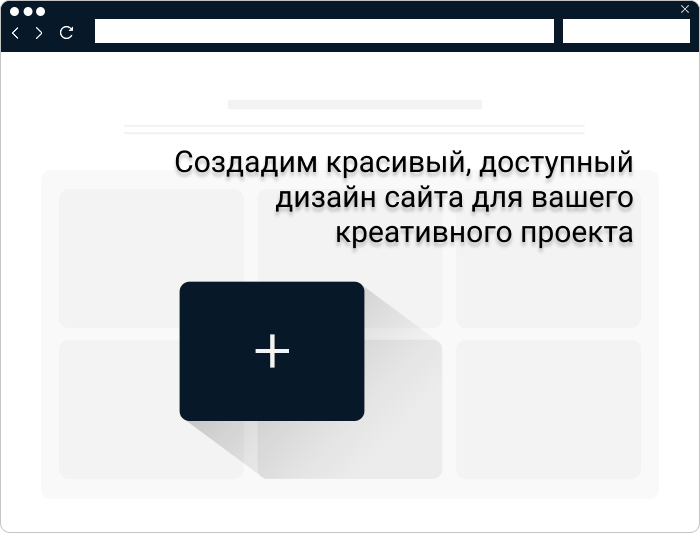 Создадим красивый, доступный
дизайн сайта для вашего
креативного проекта